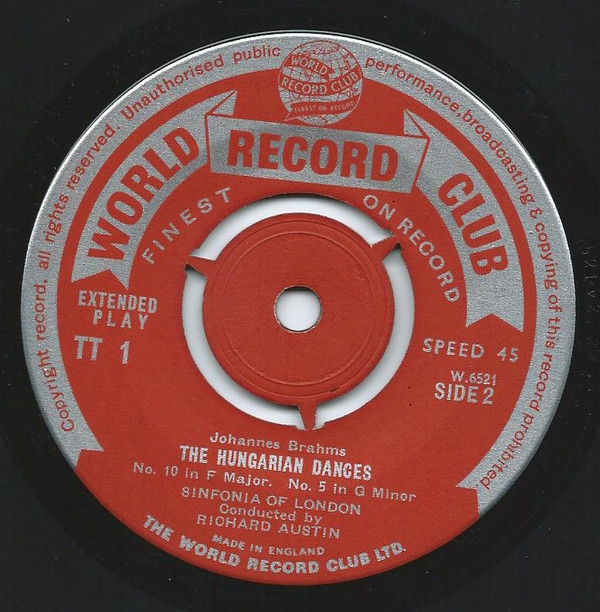 Copyright record, all rights reserved. Unauthorised public performance, broadcasting & copying of this record prohibited
WORLD
RECORD CLUB
FINEST ON RECORD
WORLD RECORD CLUB
FINEST ON RECORD
EXTENDED
PLAY
TT 1
SPEED 45
W.6521
SIDE 2
Johannes Brahms
THE HUNGARIAN DANCES
No. 10 in F Major. No. 5 in G Minor
SINFONIA OF LONDON
Conducted by
RICHARD AUSTIN
MADE IN ENGLAND
THE WORLD RECORD CLUB LTD.